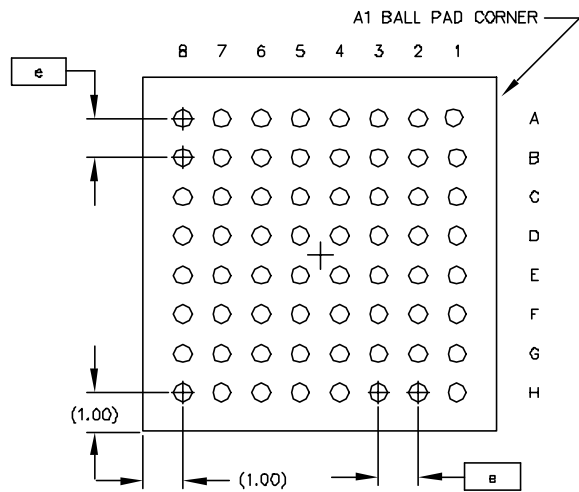 A1 BALL PAD CORNER
8 7 6 5 4 3 2 1
e
A
B
C
D
E
F
G
H
(1.00)
(1.00)
e